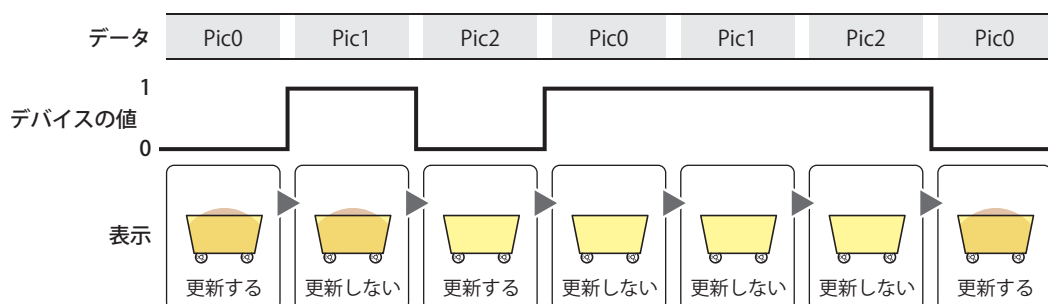 データ Pic0 Pic1 Pic2 Pic0 Pic1 Pic2 Pic0
1
デバイスの値
0
表示
更新する 更新しない 更新する 更新しない 更新しない 更新しない 更新する